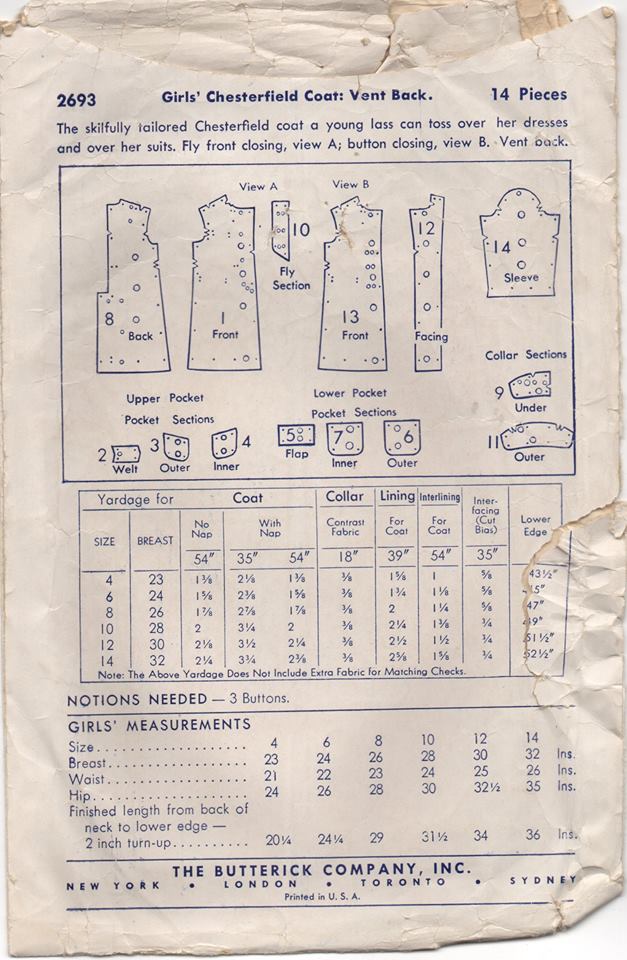 2693 Girls' Chesterfield Coat: Vent Back. 14 Pieces
The skilfully tailored Chesterfield coat a young lass can toss over her dresses
and over her suits. Fly front closing, view A; button closing, view B. Vent back.
View A View B
8 Back
1 Front
10 Fly Section
13 Front
12 Facing
14 Sleeve
Collar Sections
9 Under
11 Outer
Upper Pocket
Pocket Sections
2 Welt
3 Outer
4 Inner
Lower Pocket
Pocket Sections
5 Flap
7 Inner
6 Outer
Yardage for Coat Collar Lining Interlining Inter-facing (Cut Bias) Lower Edge
SIZE BREAST No Nap With Nap Contrast Fabric For Coat For Coat
54" 35" 54" 18" 39" 54" 35"
4 23 1⅜ 2⅛ 1⅜ ⅜ 1⅝ 1 ⅝ 43½"
6 24 1⅝ 2⅜ 1⅝ ⅜ 1¾ 1⅛ ⅝ 5"
8 26 1⅞ 2⅞ 1⅞ ⅜ 2 1¼ ⅝ 47"
10 28 2 3¼ 2 ⅜ 2¼ 1⅜ ¾ 49"
12 30 2⅛ 3½ 2¼ ⅜ 2½ 1½ ¾ 51½"
14 32 2¼ 3¾ 2⅜ ⅜ 2⅝ 1⅝ ¾ 52½"
Note: The Above Yardage Does Not Include Extra Fabric for Matching Checks.
NOTIONS NEEDED — 3 Buttons.
GIRLS' MEASUREMENTS
Size.................... 4 6 8 10 12 14
Breast.................. 23 24 26 28 30 32 Ins.
Waist................... 21 22 23 24 25 26 Ins.
Hip..................... 24 26 28 30 32½ 35 Ins.
Finished length from back of
neck to lower edge —
2 inch turn-up.......... 20¼ 24¼ 29 31½ 34 36 Ins.
THE BUTTERICK COMPANY, INC.
NEW YORK • LONDON • TORONTO • SYDNEY
Printed in U. S. A.